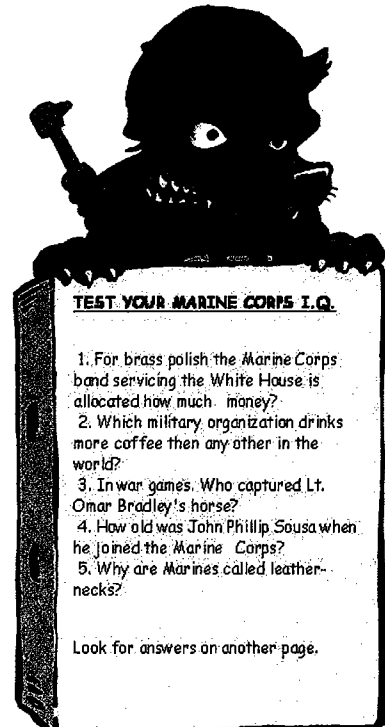 TEST YOUR MARINE CORPS I.Q.
1. For brass polish the Marine Corps
band servicing the White House is
allocated how much money?
2. Which military organization drinks
more coffee then any other in the
world?
3. In war games. Who captured Lt.
Omar Bradley's horse?
4. How old was John Phillip Sousa when
he joined the Marine Corps?
5. Why are Marines called leather-
necks?
Look for answers on another page.